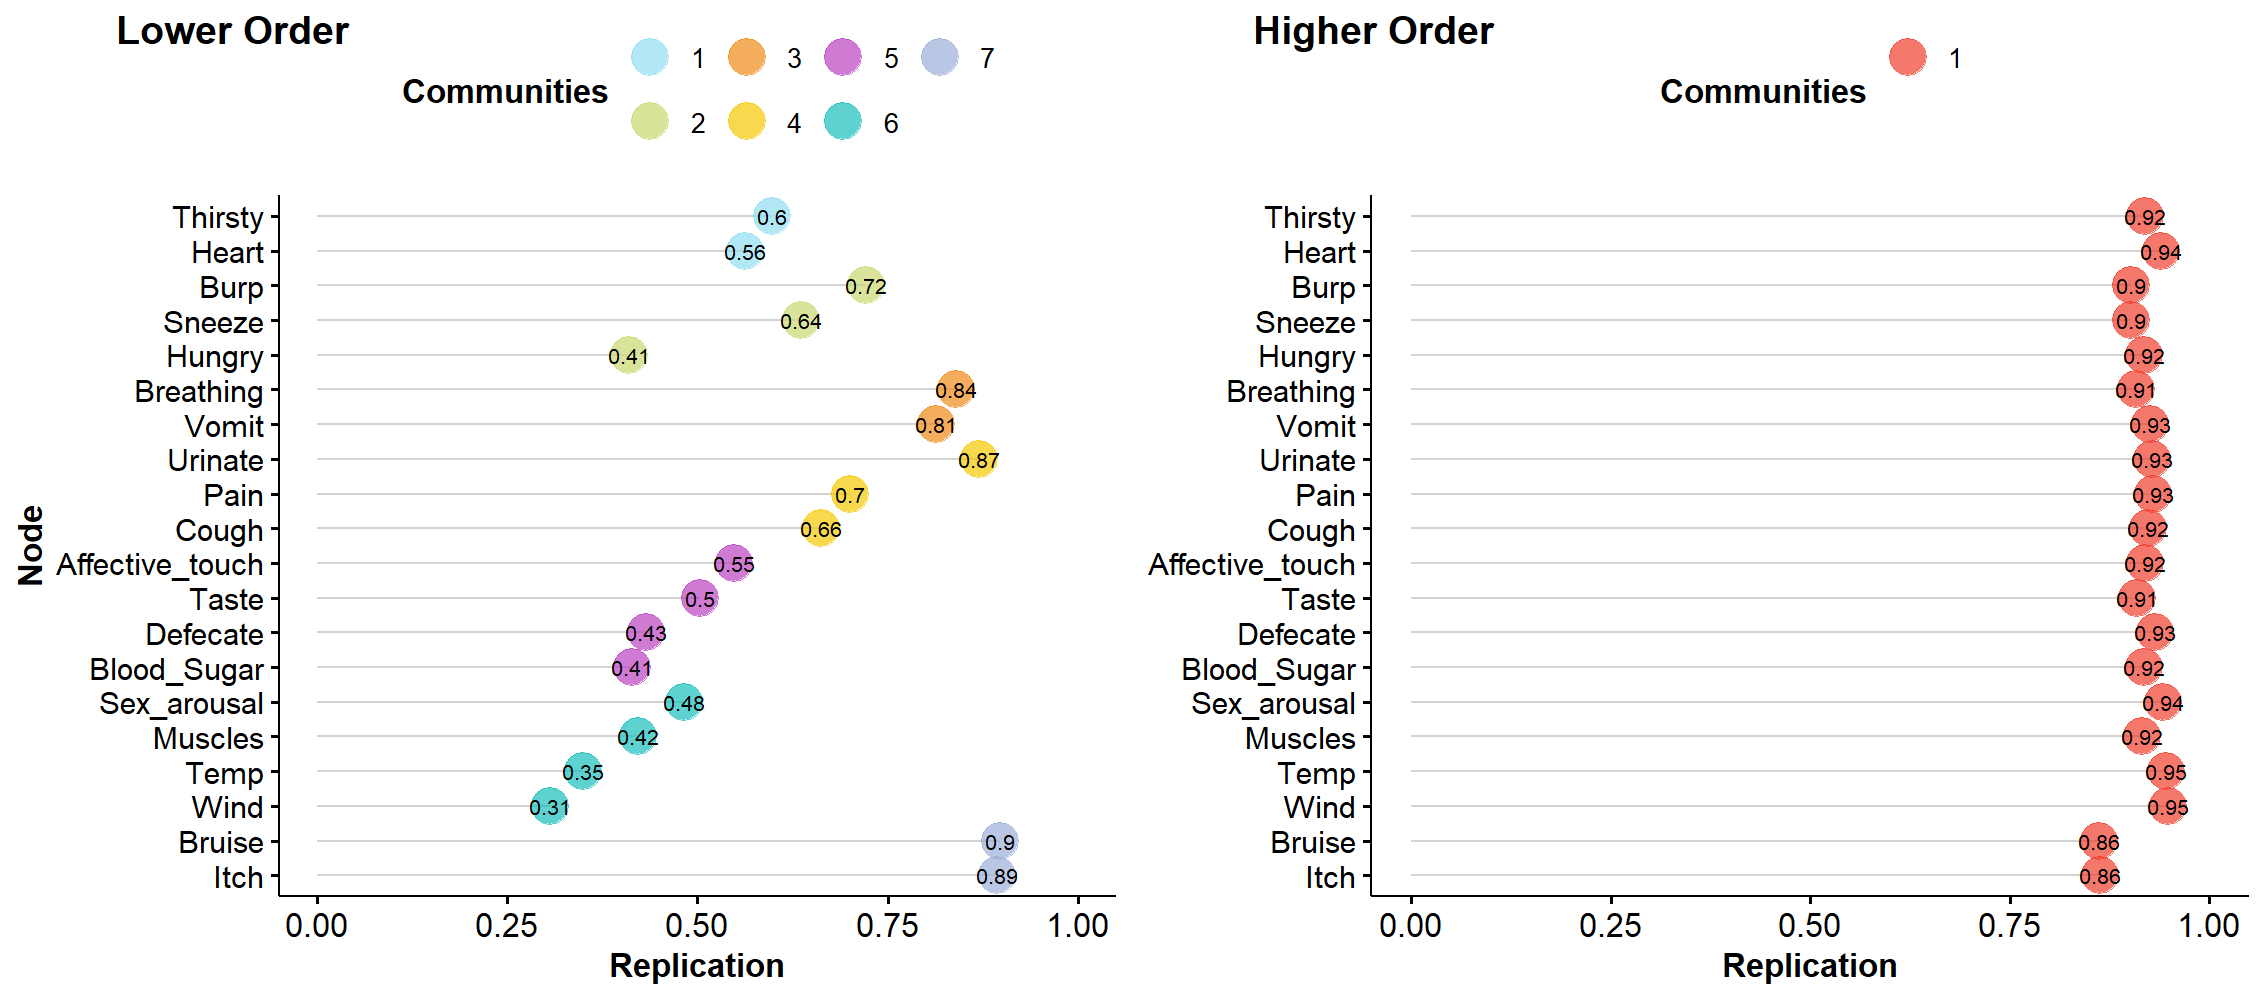 Lower Order
Communities
1 3 5 7
2 4 6
Node
Thirsty 0.6
Heart 0.56
Burp 0.72
Sneeze 0.64
Hungry 0.41
Breathing 0.84
Vomit 0.81
Urinate 0.87
Pain 0.7
Cough 0.66
Affective_touch 0.55
Taste 0.5
Defecate 0.43
Blood_Sugar 0.41
Sex_arousal 0.48
Muscles 0.42
Temp 0.35
Wind 0.31
Bruise 0.9
Itch 0.89
0.00 0.25 0.50 0.75 1.00
Replication
Higher Order
Communities
1
Thirsty 0.92
Heart 0.94
Burp 0.9
Sneeze 0.9
Hungry 0.92
Breathing 0.91
Vomit 0.93
Urinate 0.93
Pain 0.93
Cough 0.92
Affective_touch 0.92
Taste 0.91
Defecate 0.93
Blood_Sugar 0.92
Sex_arousal 0.94
Muscles 0.92
Temp 0.95
Wind 0.95
Bruise 0.86
Itch 0.86
0.00 0.25 0.50 0.75 1.00
Replication